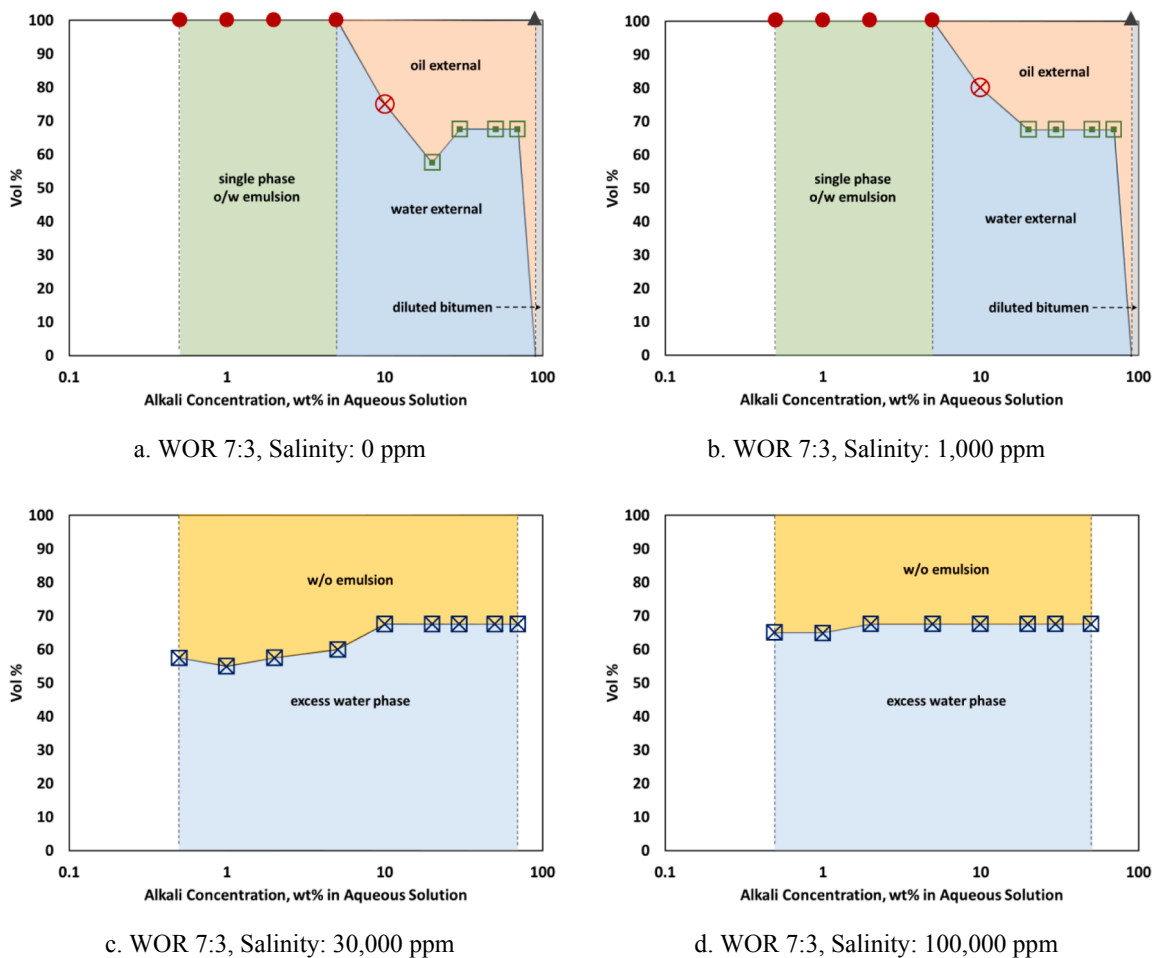 100
90
80
70
60
50
40
30
20
10
0
Vol %
oil external
single phase
o/w emulsion
water external
diluted bitumen
0.1 1 10 100
Alkali Concentration, wt% in Aqueous Solution
a. WOR 7:3, Salinity: 0 ppm
100
90
80
70
60
50
40
30
20
10
0
Vol %
oil external
single phase
o/w emulsion
water external
diluted bitumen
0.1 1 10 100
Alkali Concentration, wt% in Aqueous Solution
b. WOR 7:3, Salinity: 1,000 ppm
100
90
80
70
60
50
40
30
20
10
0
Vol %
w/o emulsion
excess water phase
0.1 1 10 100
Alkali Concentration, wt% in Aqueous Solution
c. WOR 7:3, Salinity: 30,000 ppm
100
90
80
70
60
50
40
30
20
10
0
Vol %
w/o emulsion
excess water phase
0.1 1 10 100
Alkali Concentration, wt% in Aqueous Solution
d. WOR 7:3, Salinity: 100,000 ppm